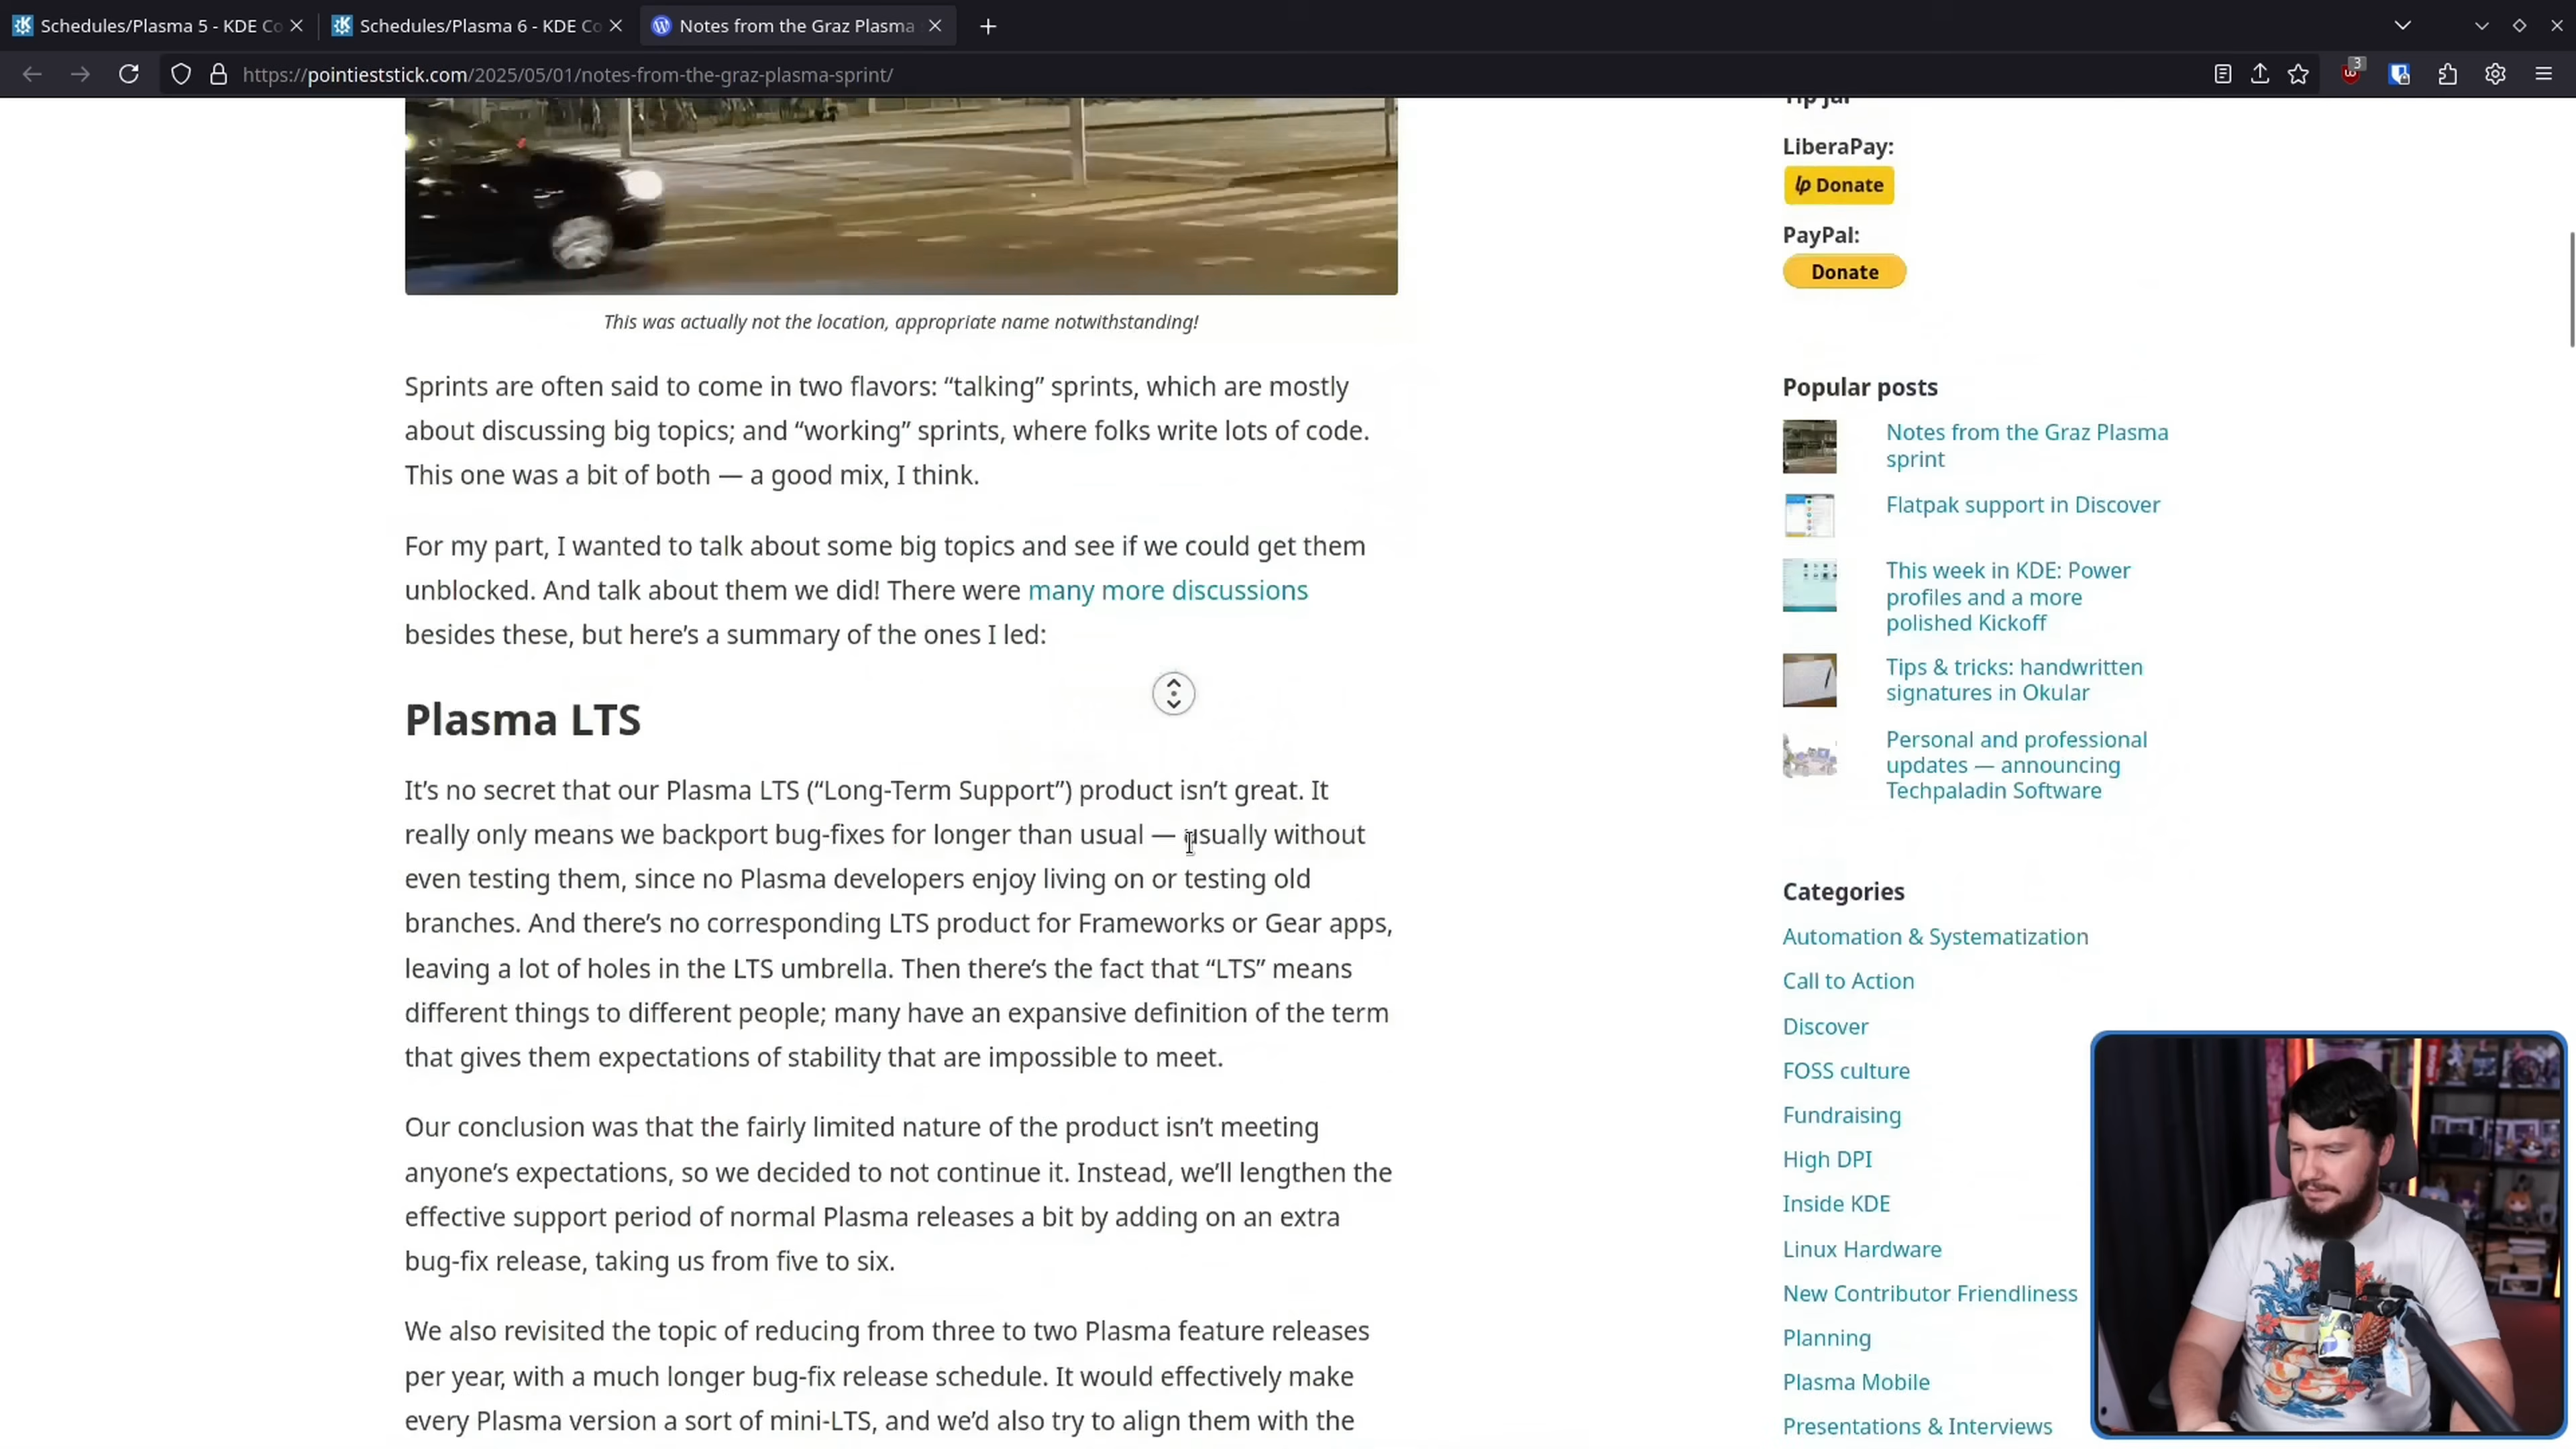 Schedules/Plasma 5 - KDE Co
Schedules/Plasma 6 - KDE Co
Notes from the Graz Plasma
https://pointieststick.com/2025/05/01/notes-from-the-graz-plasma-sprint/
3
This was actually not the location, appropriate name notwithstanding!
Sprints are often said to come in two flavors: “talking” sprints, which are mostly
about discussing big topics; and “working” sprints, where folks write lots of code.
This one was a bit of both — a good mix, I think.
For my part, I wanted to talk about some big topics and see if we could get them
unblocked. And talk about them we did! There were many more discussions
besides these, but here’s a summary of the ones I led:
Plasma LTS
It’s no secret that our Plasma LTS (“Long-Term Support”) product isn’t great. It
really only means we backport bug-fixes for longer than usual — usually without
even testing them, since no Plasma developers enjoy living on or testing old
branches. And there’s no corresponding LTS product for Frameworks or Gear apps,
leaving a lot of holes in the LTS umbrella. Then there’s the fact that “LTS” means
different things to different people; many have an expansive definition of the term
that gives them expectations of stability that are impossible to meet.
Our conclusion was that the fairly limited nature of the product isn’t meeting
anyone’s expectations, so we decided to not continue it. Instead, we’ll lengthen the
effective support period of normal Plasma releases a bit by adding on an extra
bug-fix release, taking us from five to six.
We also revisited the topic of reducing from three to two Plasma feature releases
per year, with a much longer bug-fix release schedule. It would effectively make
every Plasma version a sort of mini-LTS, and we’d also try to align them with the
Tip jar
LiberaPay:
lp Donate
PayPal:
Donate
Popular posts
Notes from the Graz Plasma
sprint
Flatpak support in Discover
This week in KDE: Power
profiles and a more
polished Kickoff
Tips & tricks: handwritten
signatures in Okular
Personal and professional
updates — announcing
Techpaladin Software
Categories
Automation & Systematization
Call to Action
Discover
FOSS culture
Fundraising
High DPI
Inside KDE
Linux Hardware
New Contributor Friendliness
Planning
Plasma Mobile
Presentations & Interviews